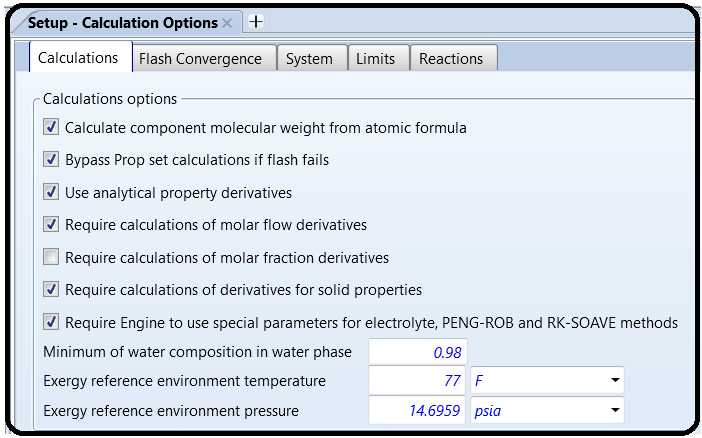 Setup - Calculation Options
Calculations Flash Convergence System Limits Reactions
Calculations options
Calculate component molecular weight from atomic formula
Bypass Prop set calculations if flash fails
Use analytical property derivatives
Require calculations of molar flow derivatives
Require calculations of molar fraction derivatives
Require calculations of derivatives for solid properties
Require Engine to use special parameters for electrolyte, PENG-ROB and RK-SOAVE methods
Minimum of water composition in water phase 0.98
Exergy reference environment temperature 77 F
Exergy reference environment pressure 14.6959 psia